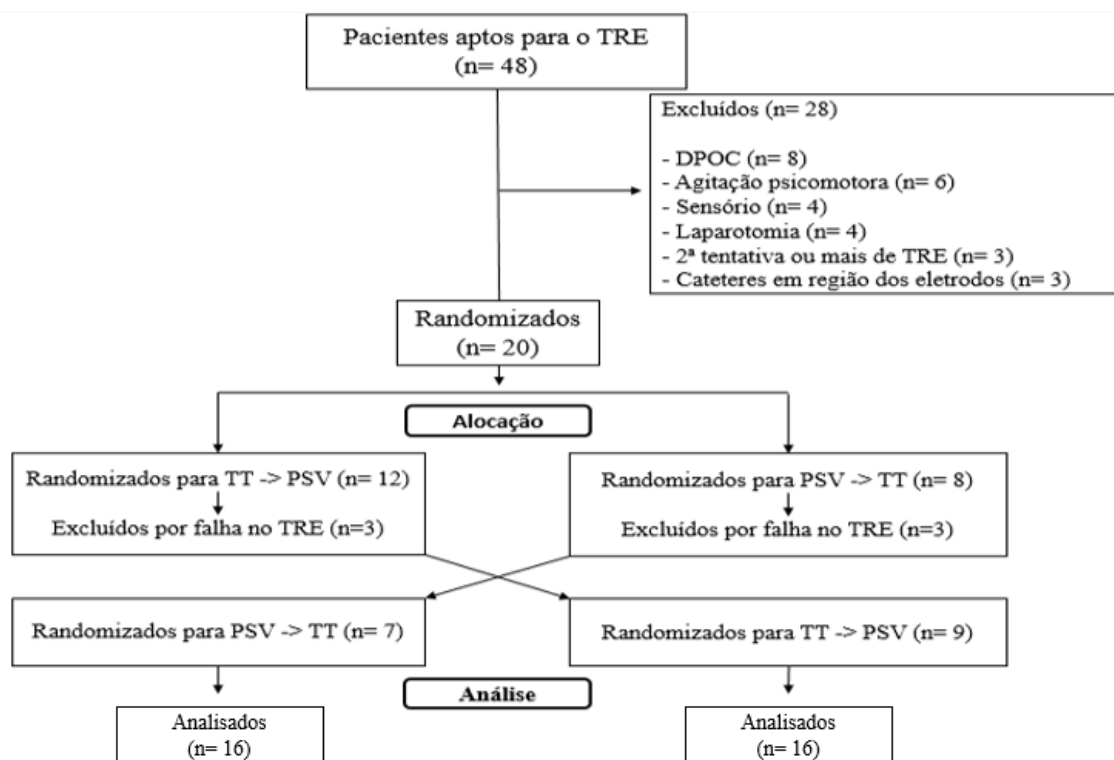 Pacientes aptos para o TRE
(n= 48)
Excluídos (n= 28)
- DPOC (n= 8)
- Agitação psicomotora (n= 6)
- Sensório (n= 4)
- Laparotomia (n= 4)
- 2ª tentativa ou mais de TRE (n= 3)
- Cateteres em região dos eletrodos (n= 3)
Randomizados
(n= 20)
Alocação
Randomizados para TT -> PSV (n= 12)
Excluídos por falha no TRE (n=3)
Randomizados para PSV -> TT (n= 8)
Excluídos por falha no TRE (n=3)
Randomizados para PSV -> TT (n= 7)
Randomizados para TT -> PSV (n= 9)
Análise
Analisados
(n= 16)
Analisados
(n= 16)